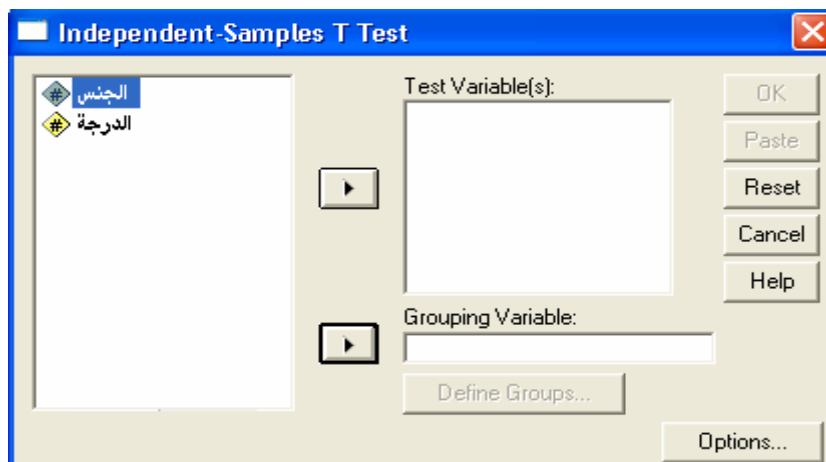 Independent-Samples T Test
الجنس
الدرجة
Test Variable(s):
OK
Paste
Reset
Cancel
Help
Grouping Variable:
Define Groups...
Options...